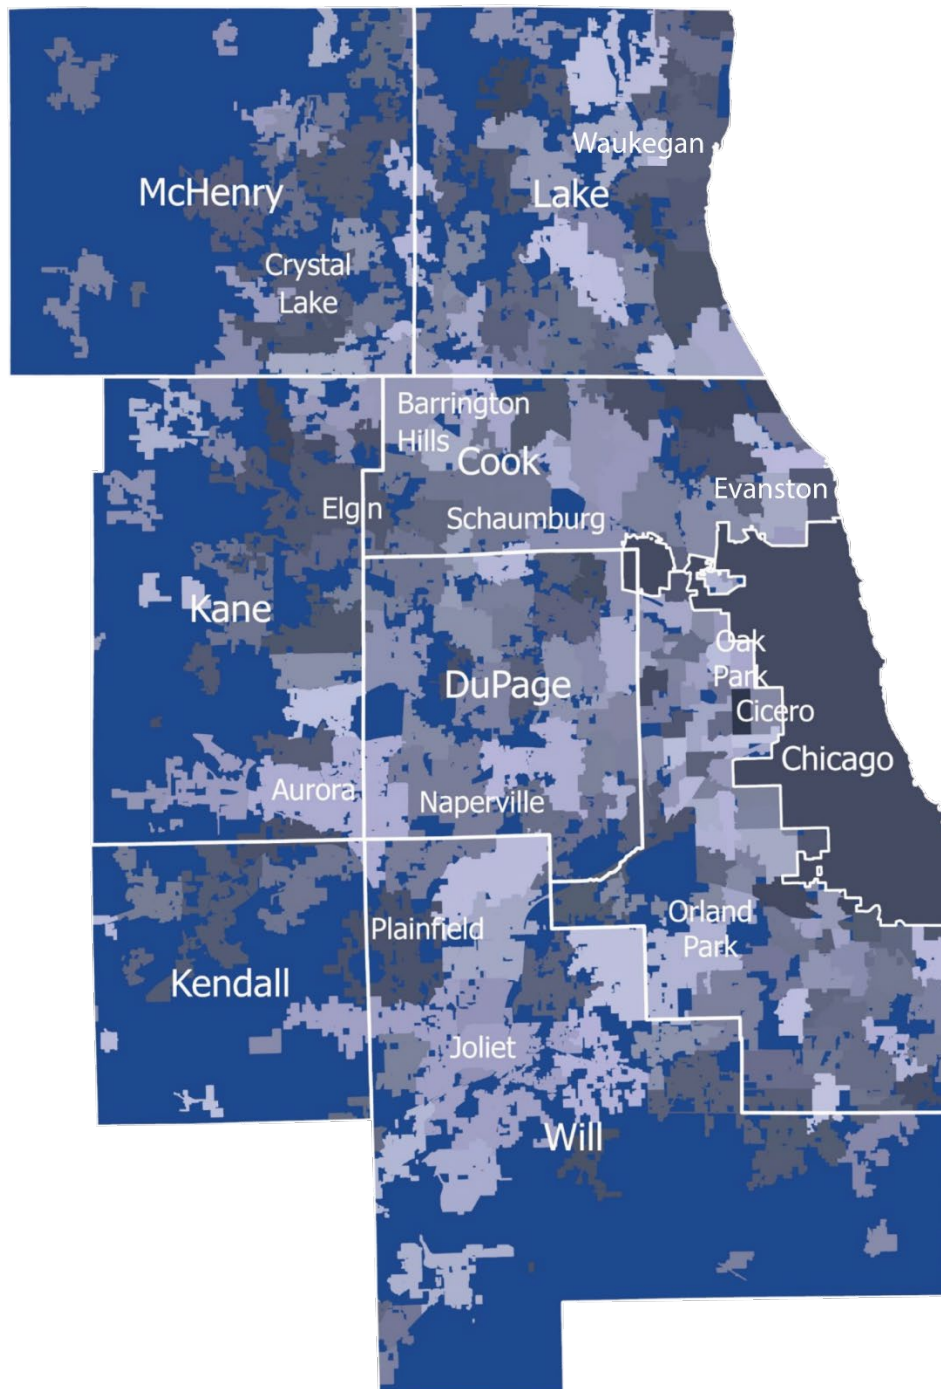 Waukegan
McHenry
Lake
Crystal
Lake
Barrington
Hills
Cook
Evanston
Elgin
Schaumburg
Kane
Oak
Park
DuPage
Cicero
Chicago
Aurora
Naperville
Orland
Park
Plainfield
Kendall
Joliet
Will